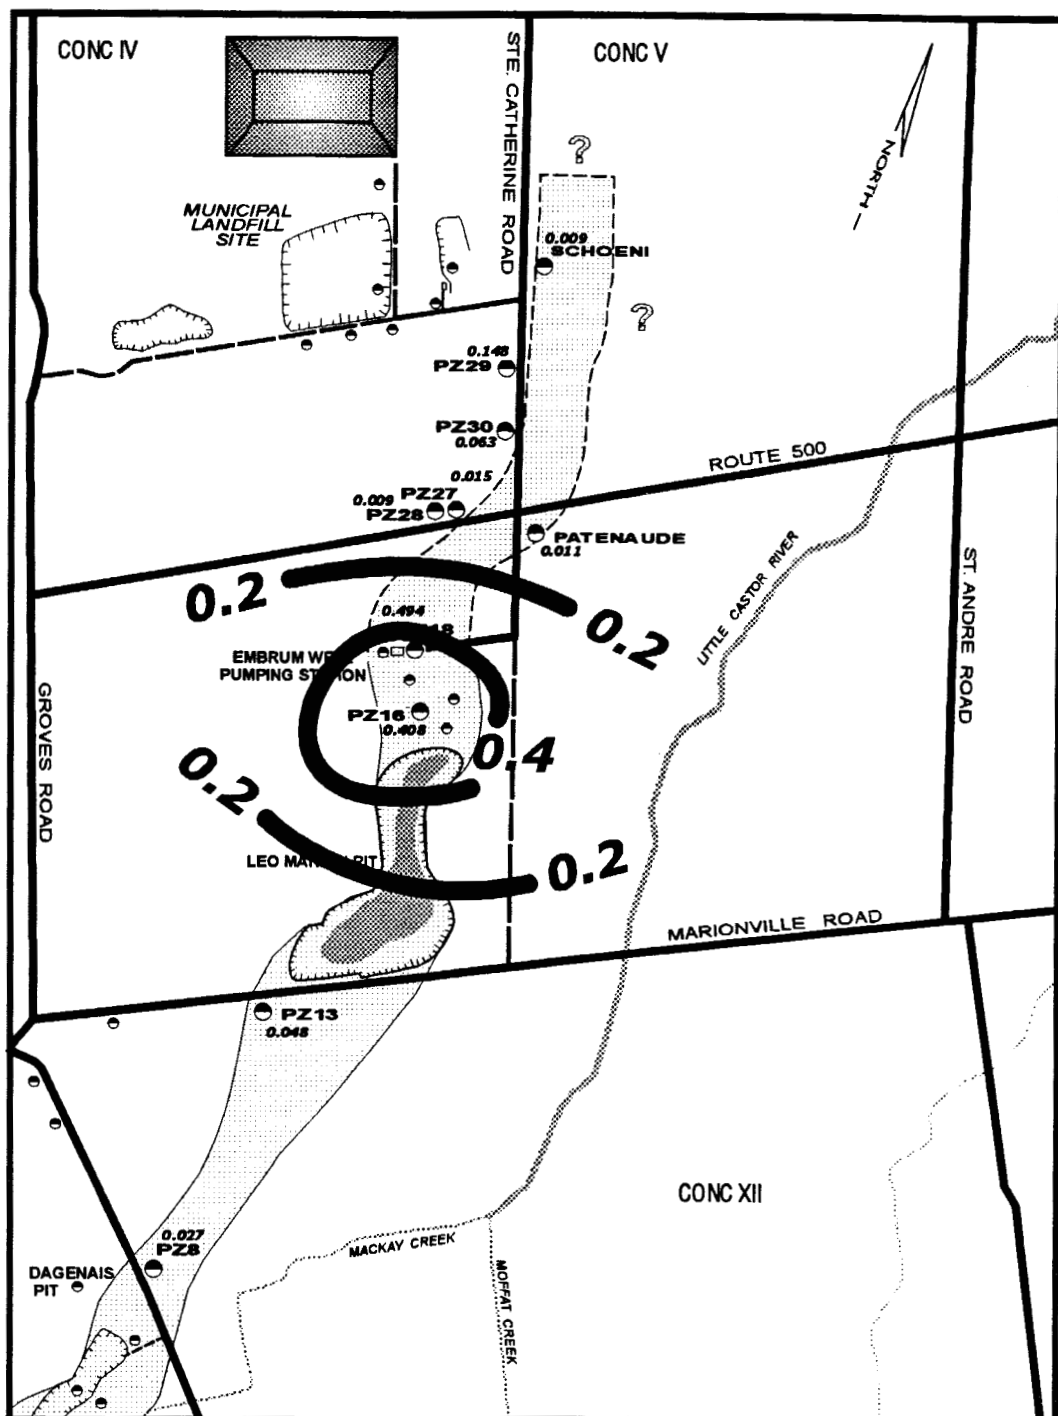 CONC IV
CONC V
STE. CATHERINE ROAD
NORTH
?
MUNICIPAL
LANDFILL
SITE
0.009
SCHOENI
?
0.148
PZ29
PZ30
0.063
ROUTE 500
0.015
PZ27
0.009
PZ28
PATENAUDE
0.011
0.2
0.494
0.2
LITTLE CASTOR RIVER
ST. ANDRE ROAD
EMBRUM
PUMPING STATION
GROVES ROAD
PZ16
0.408
0.4
0.2
LEO PIT
0.2
MARIONVILLE ROAD
PZ13
0.048
CONC XII
0.027
PZ8
MACKAY CREEK
MOFFAT CREEK
DAGENAIS
PIT